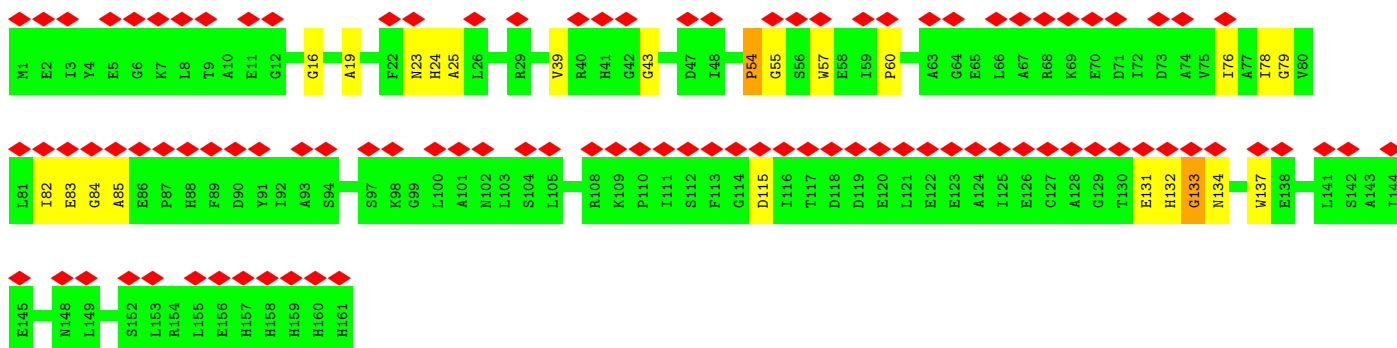 M1 E2 I3 Y4 E5 G6 K7 L8 T9 A10 E11 G12 G16 A19 F22 N23 H24 A25 L26 R29 V39 R40 H41 G42 G43 D47 I48 P54 G55 S56 W57 E58 I59 P60 A63 G64 E65 L66 A67 R68 K69 E70 D71 I72 D73 A74 V75 I76 A77 I78 G79 V80
L81 I82 E83 G84 A85 E86 P87 H88 F89 D90 Y91 I92 A93 S94 S97 K98 G99 L100 A101 N102 L103 S104 L105 R108 K109 P110 I111 S112 F113 G114 D115 I116 T117 D118 D119 E120 L121 E122 E123 A124 I125 E126 C127 A128 G129 T130 E131 H132 G133 N134 W137 E138 L141 S142 A143 I144
E145 N148 L149 S152 L153 R154 L155 E156 H157 H158 H159 H160 H161